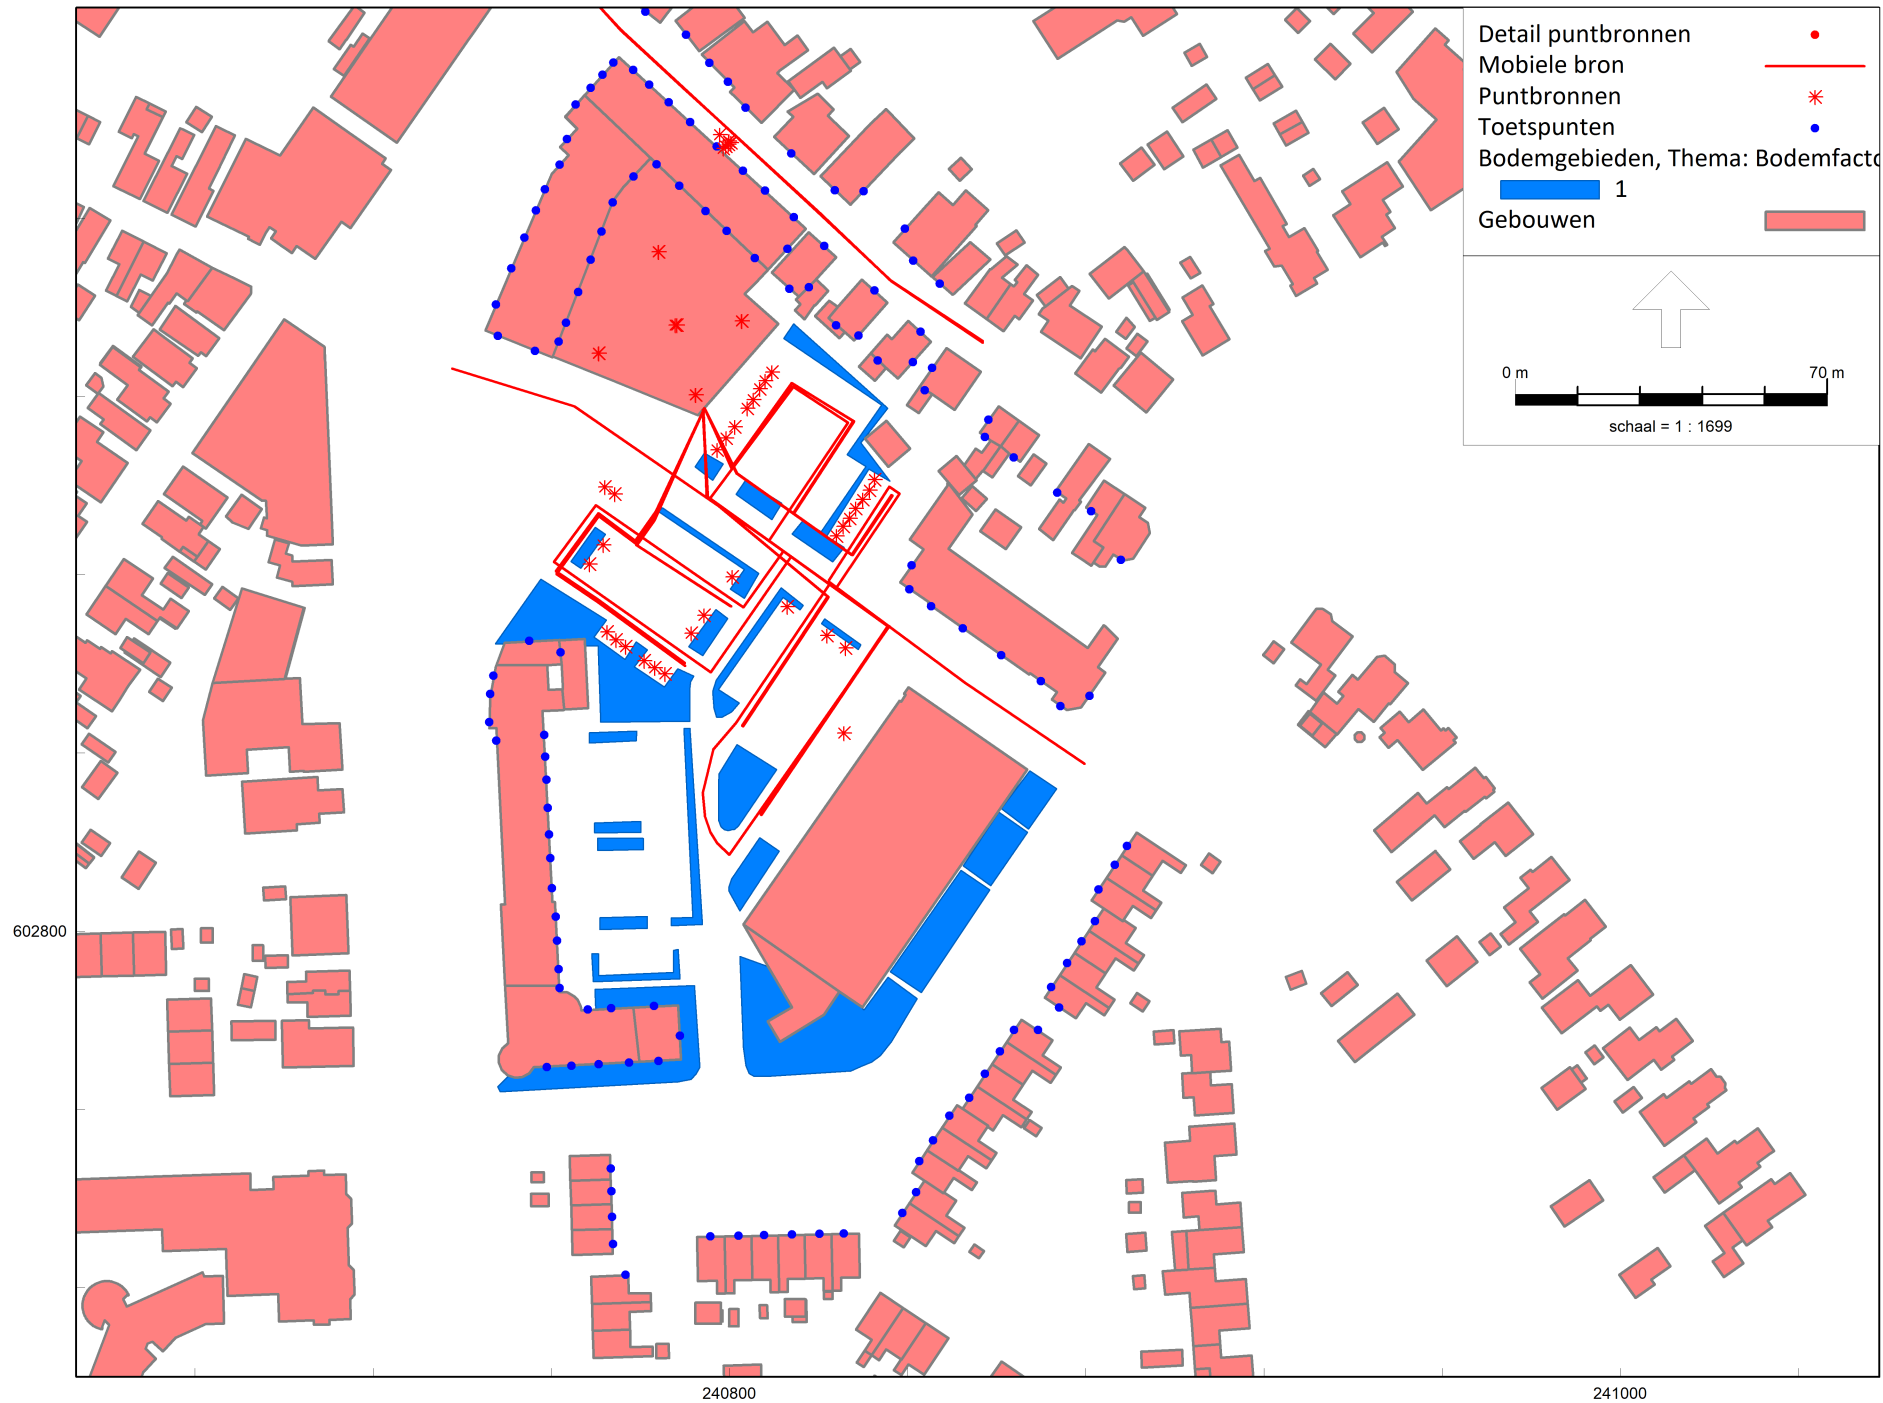 Detail puntbronnen
Mobiele bron
Puntbronnen
Toetspunten
Bodemgebieden, Thema: Bodemfacto
1
Gebouwen
0 m 70 m
schaal = 1 : 1699
602800
240800 241000